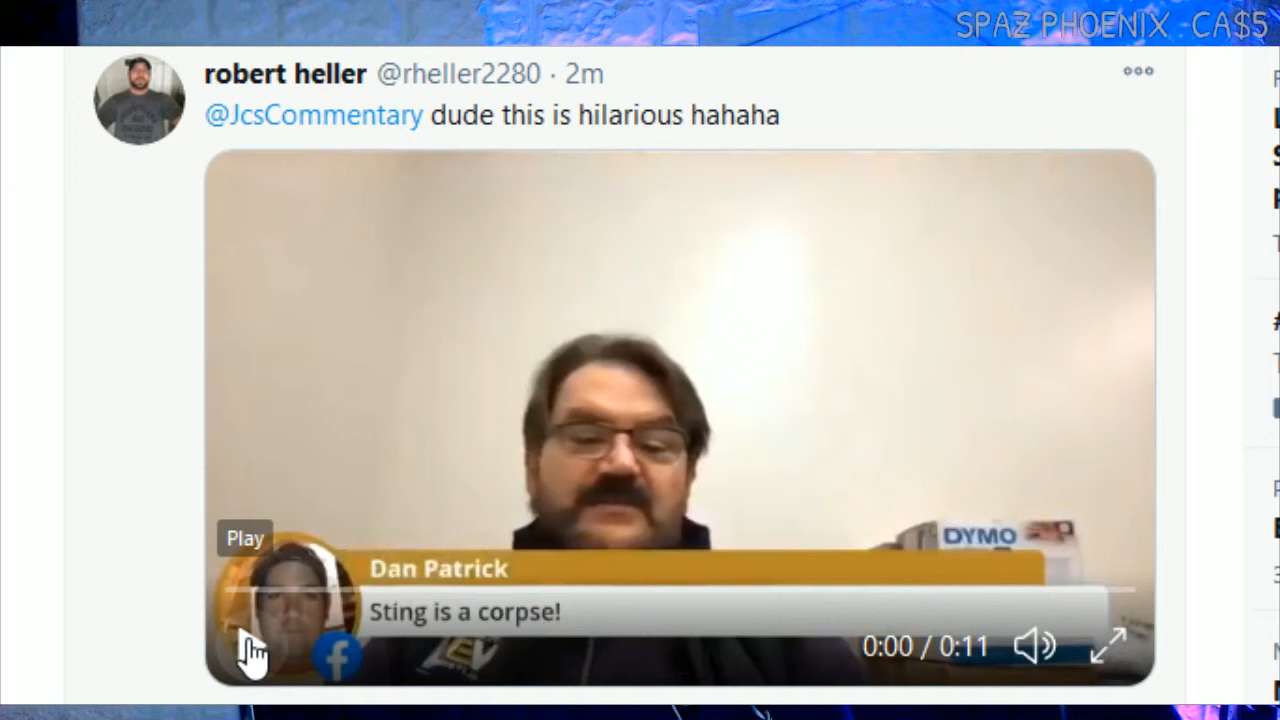 SPAZ PHOENIX CA$5
robert heller @rheller2280 · 2m
@JcsCommentary dude this is hilarious hahaha
DYMO
Play
Dan Patrick
Sting is a corpse!
0:00 / 0:11